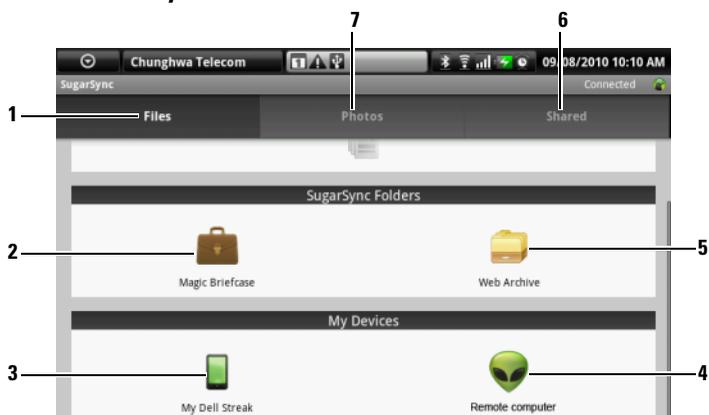 7 6
Chunghwa Telecom 1 09/08/2010 10:10 AM
SugarSync Connected
1 Files Photos Shared
SugarSync Folders
2 5
Magic Briefcase Web Archive
My Devices
3 4
My Dell Streak Remote computer